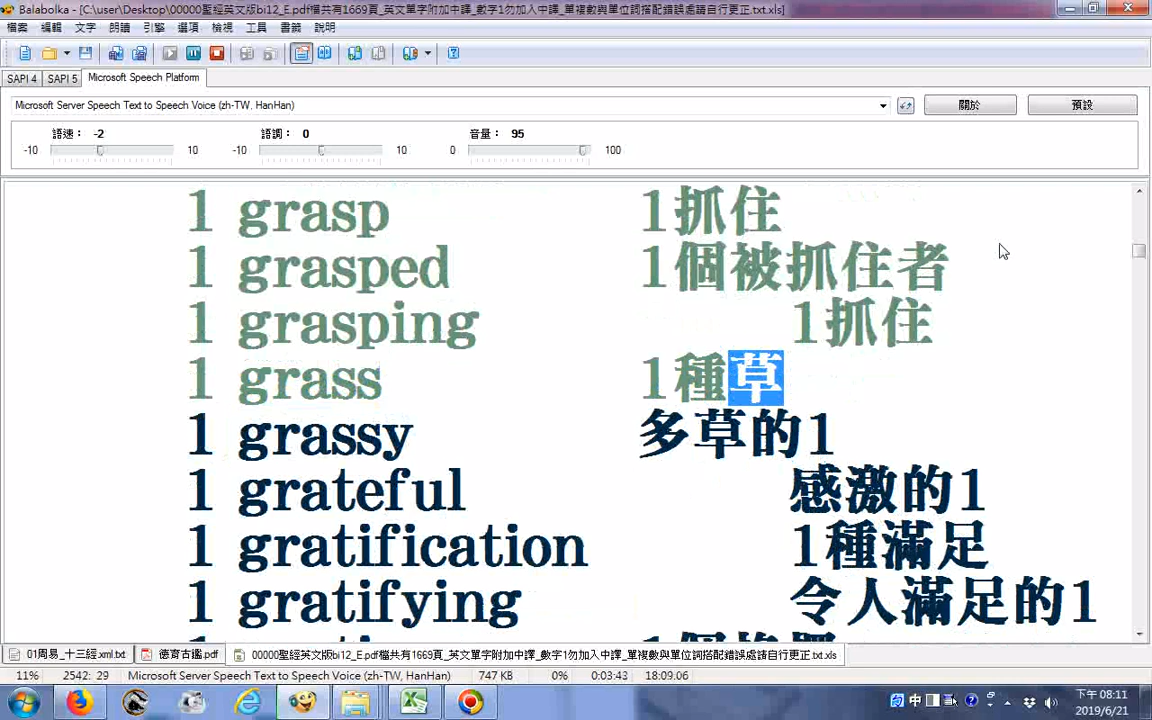 Balabolka - [C:\user\Desktop\00000聖經英文版bi12_E.pdf檔共有1669頁_英文單字附加中譯_數字1勿加入中譯_單複數與單位詞搭配錯誤處請自行更正.txt.xls]
檔案 編輯 文字 朗讀 引擎 選項 檢視 工具 書籤 說明
SAPI 4 SAPI 5 Microsoft Speech Platform
Microsoft Server Speech Text to Speech Voice (zh-TW, HanHan) 關於 預設
語速： -2 語調： 0 音量： 95
-10 10 -10 10 0 100
1 grasp 1抓住
1 grasped 1個被抓住者
1 grasping 1抓住
1 grass 1種草
1 grassy 多草的1
1 grateful 感激的1
1 gratification 1種滿足
1 gratifying 令人滿足的1
01周易_十三經.xml.txt 德育古鑑.pdf 00000聖經英文版bi12_E.pdf檔共有1669頁_英文單字附加中譯_數字1勿加入中譯_單複數與單位詞搭配錯誤處請自行更正.txt.xls
11% 2542: 29 Microsoft Server Speech Text to Speech Voice (zh-TW, HanHan) 747 KB 0% 0:03:43 18:09.06
中 下午 08:11
2019/6/21